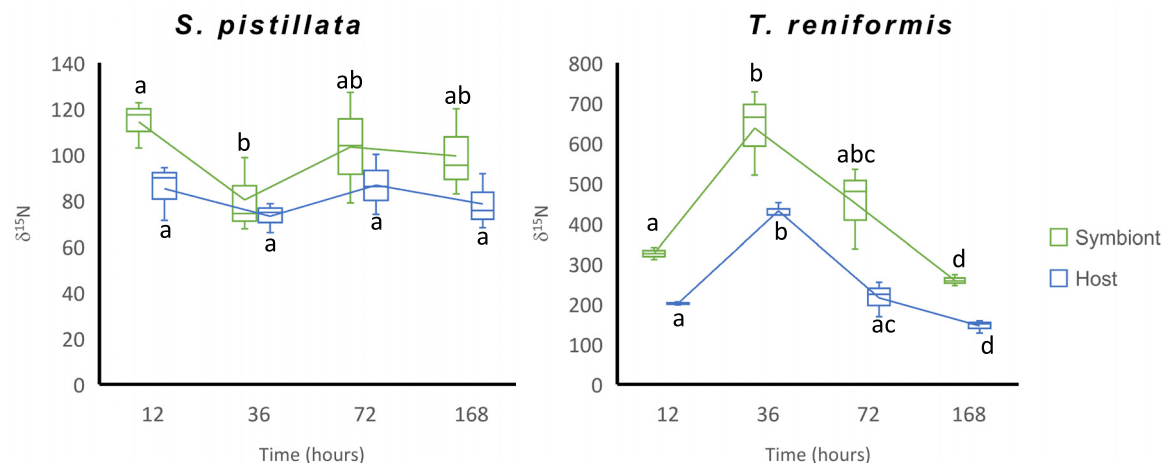 S. pistillata
140
120
100
80
60
40
20
0
δ15N
a
b
ab
ab
a
a
a
a
12 36 72 168
Time (hours)
T. reniformis
800
700
600
500
400
300
200
100
0
δ15N
a
b
abc
d
a
b
ac
d
12 36 72 168
Time (hours)
Symbiont
Host